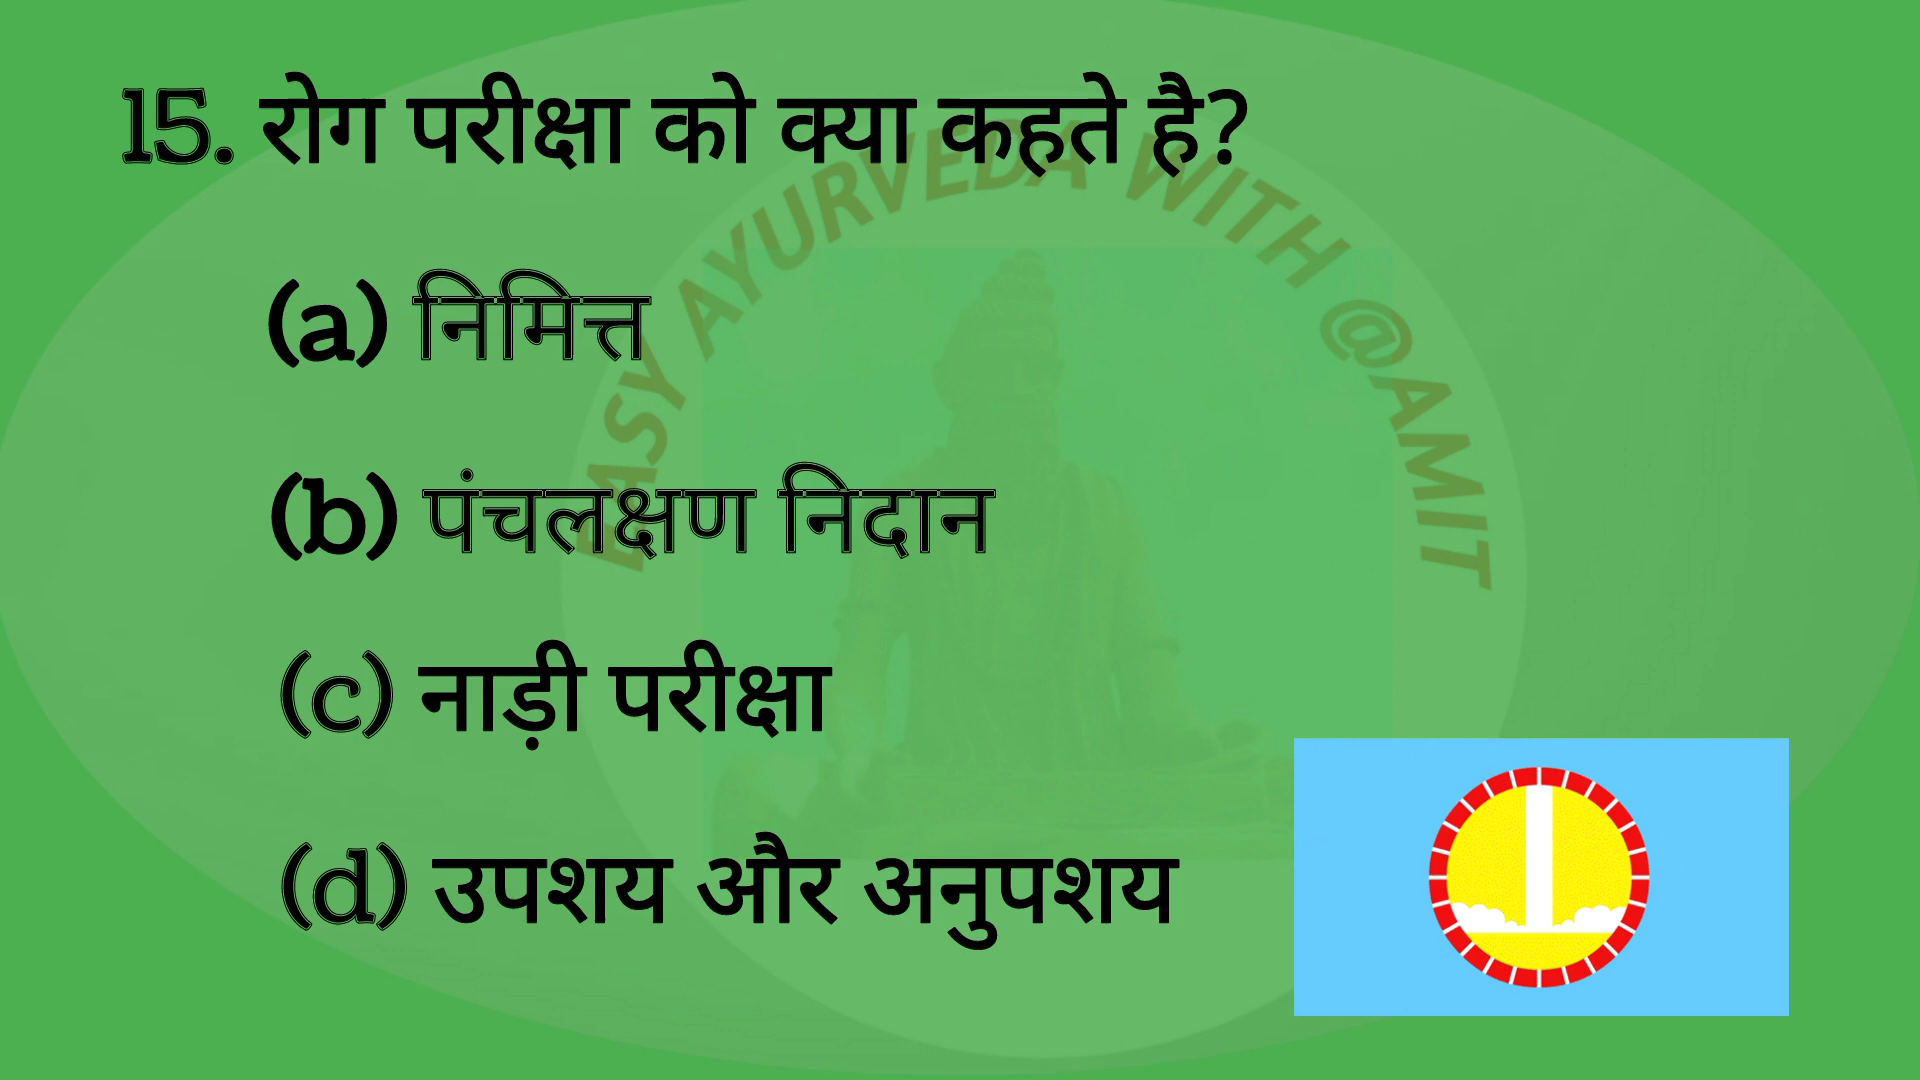 15. रोग परीक्षा को क्या कहते है?
EASY AYURVEDA WITH @AMIT
(a) निमित्त
(b) पंचलक्षण निदान
(c) नाड़ी परीक्षा
(d) उपशय और अनुपशय